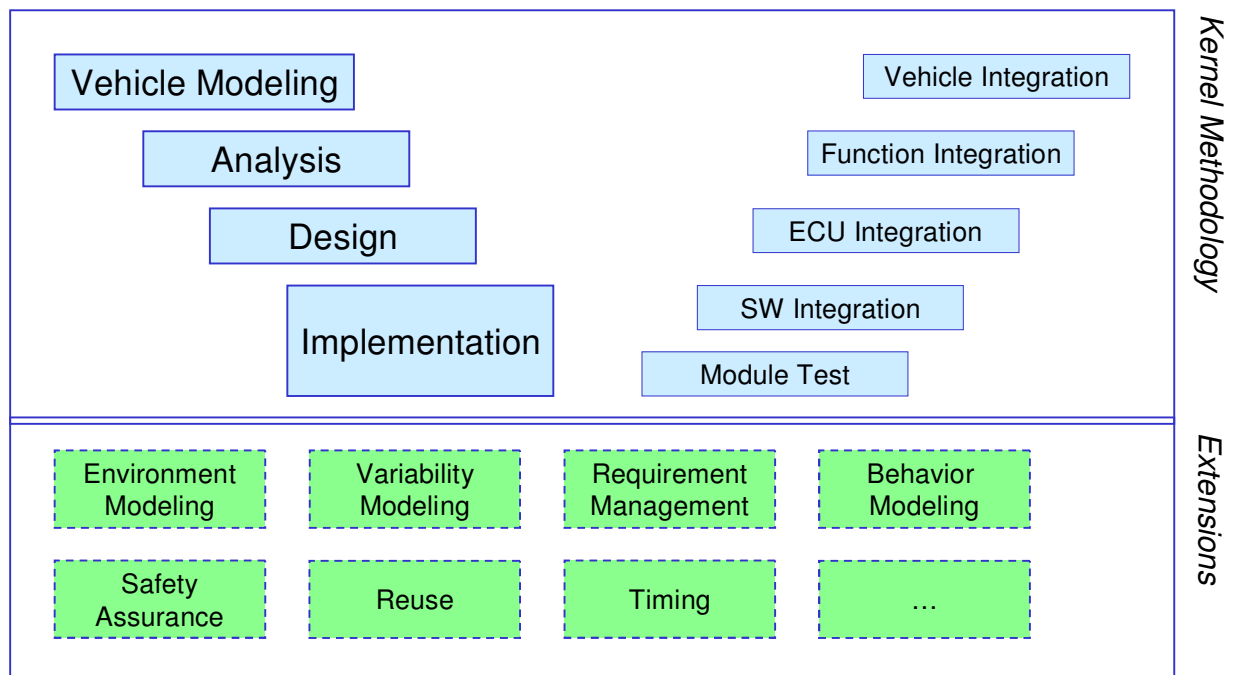 Vehicle Modeling
Analysis
Design
Implementation
Vehicle Integration
Function Integration
ECU Integration
SW Integration
Module Test
Kernel Methodology
Environment
Modeling
Variability
Modeling
Requirement
Management
Behavior
Modeling
Safety
Assurance
Reuse
Timing
...
Extensions